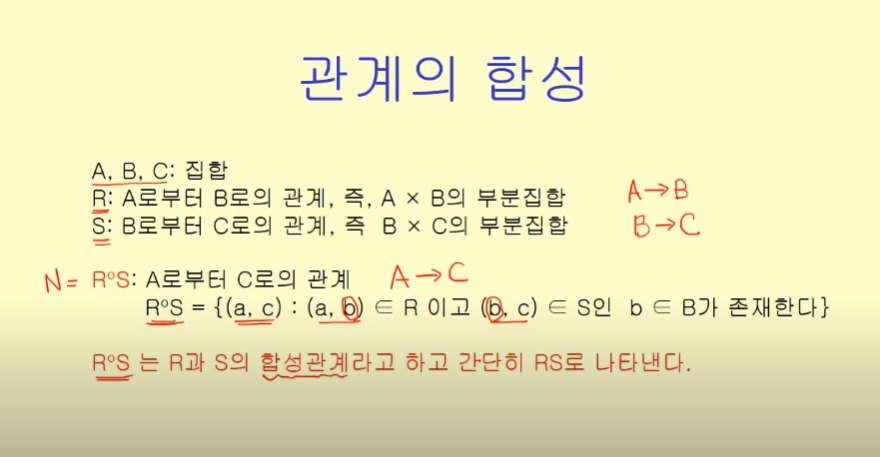 관계의 합성
A, B, C: 집합
R: A로부터 B로의 관계, 즉, A × B의 부분집합 A→B
S: B로부터 C로의 관계, 즉 B × C의 부분집합 B→C
N= RºS: A로부터 C로의 관계 A→C
RºS = {(a, c) : (a, b) ∈ R 이고 (b, c) ∈ S인 b ∈ B가 존재한다}
RºS 는 R과 S의 합성관계라고 하고 간단히 RS로 나타낸다.